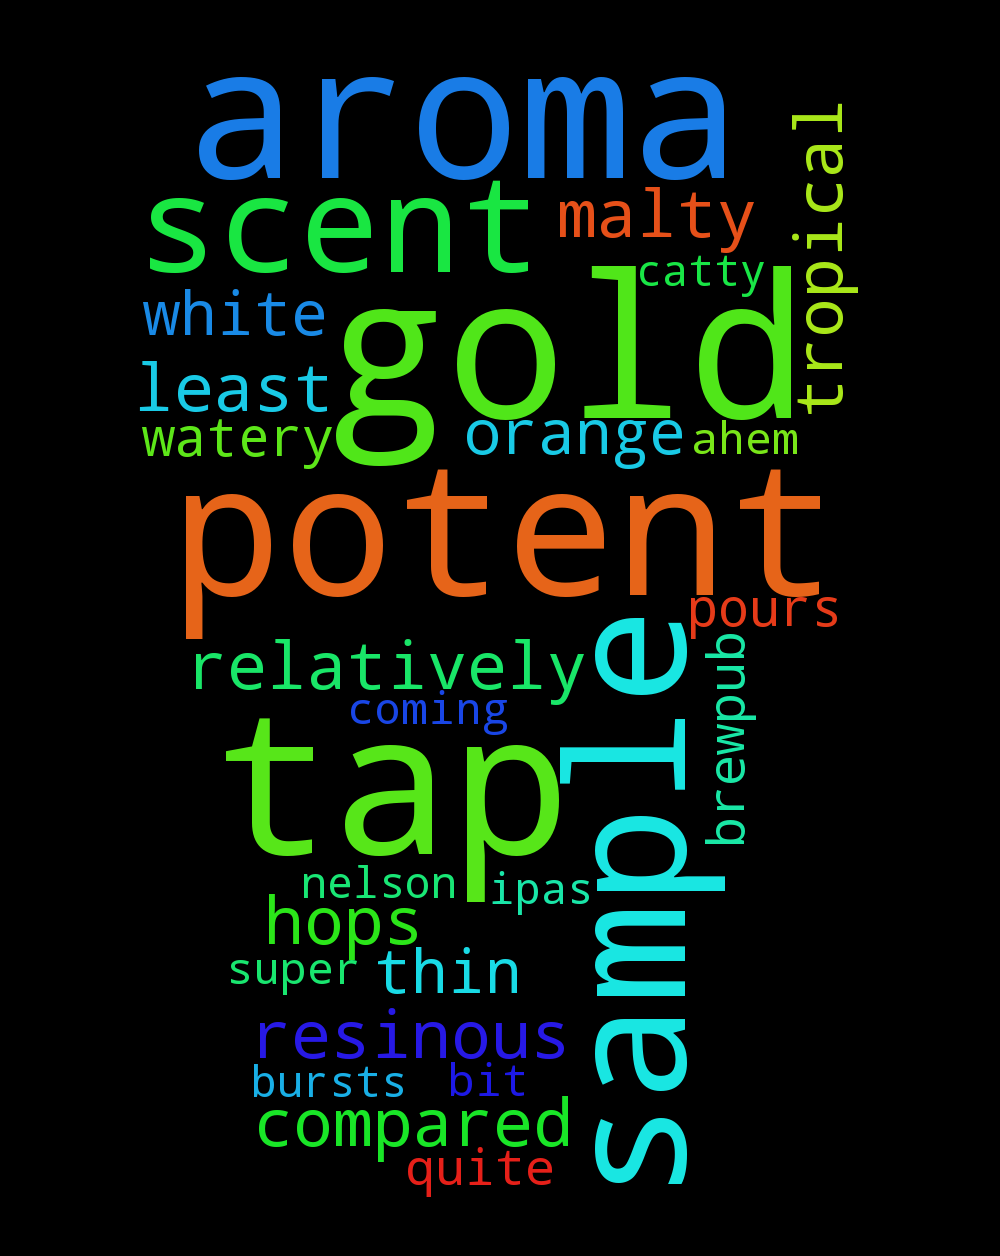 aroma
tropical
scent
malty
catty
white
gold
least
watery
orange
ahem
potent
pours
relatively
sample
brewpub
coming
tap
nelson
ipas
hops
super
thin
resinous
bursts
bit
compared
quite